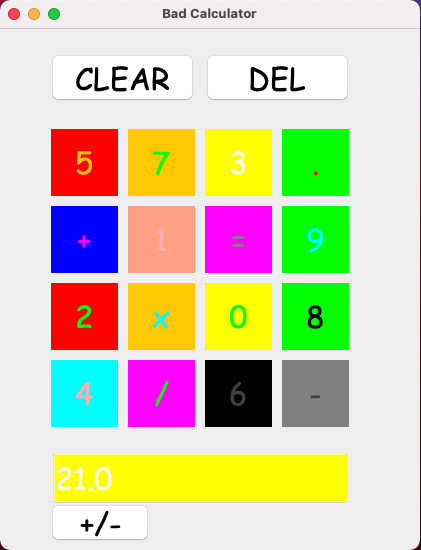 Bad Calculator
CLEAR DEL
5 7 3 .
+ 1 = 9
2 x 0 8
4 / 6 -
21.0
+/-